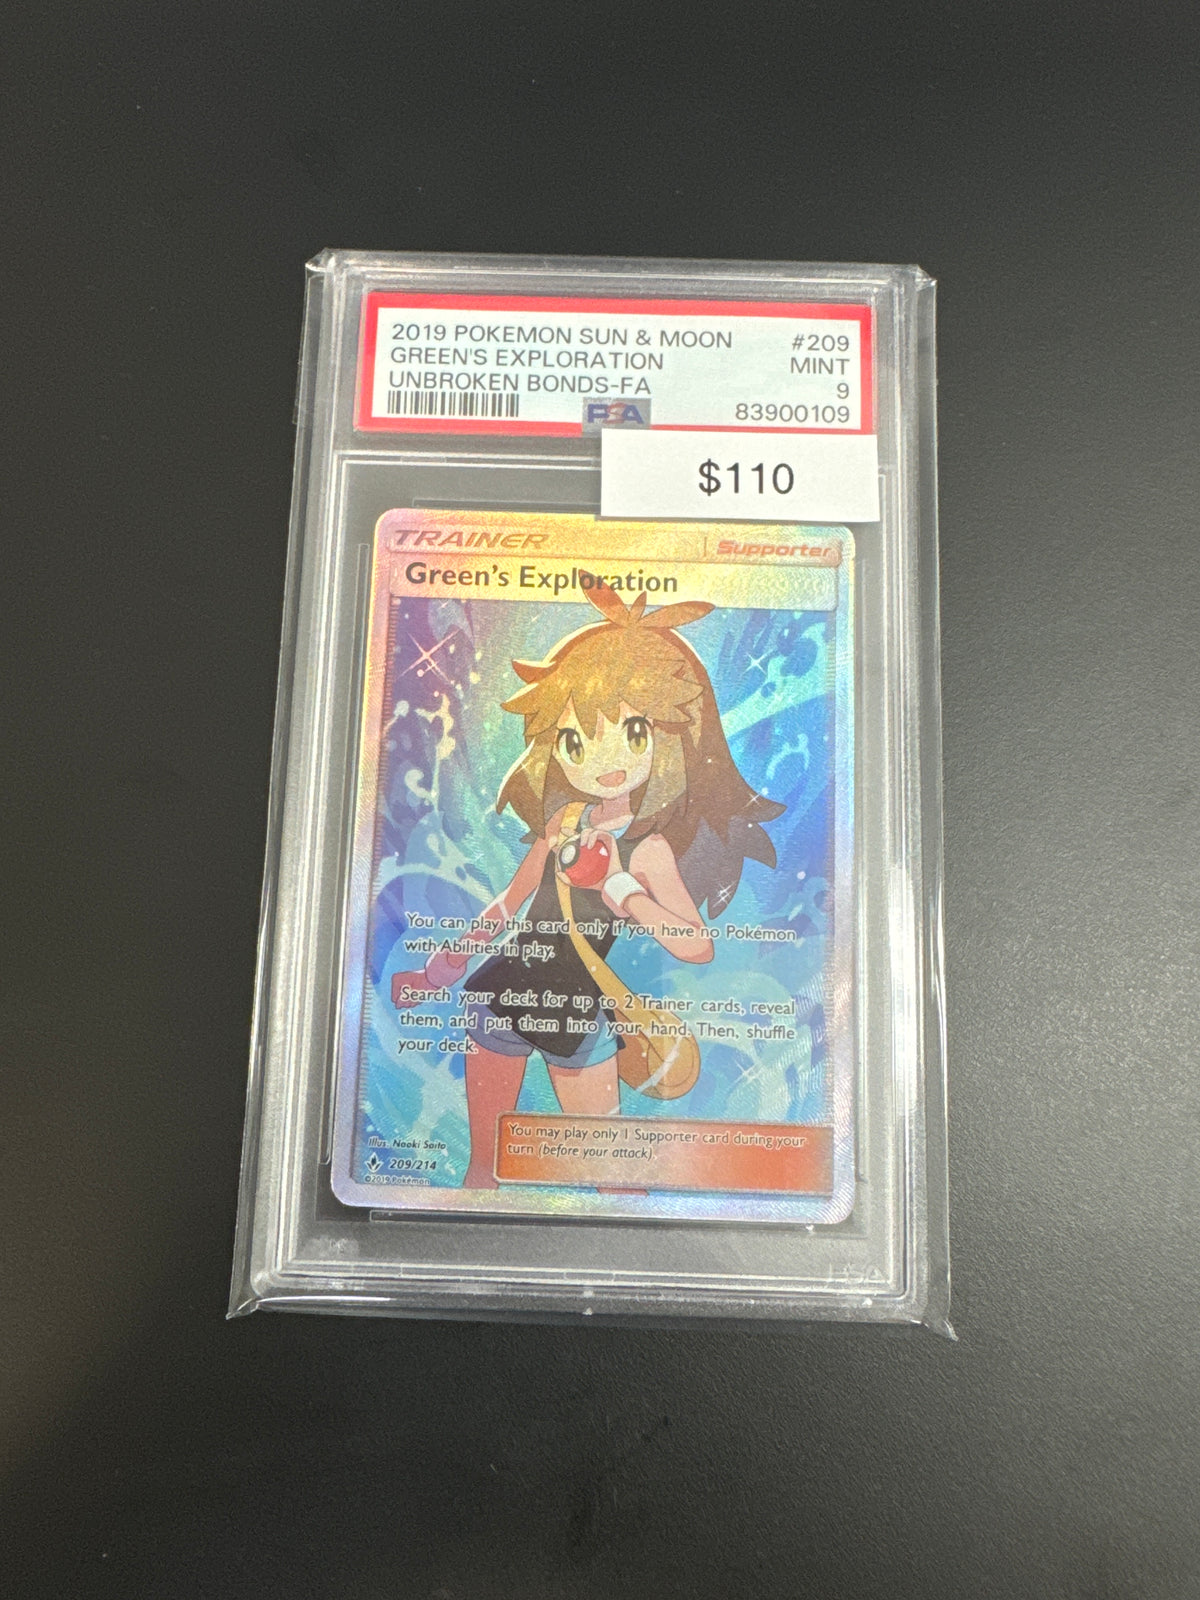 2019 POKEMON SUN & MOON #209
GREEN'S EXPLORATION MINT
UNBROKEN BONDS-FA 9
PSA 83900109
$110
TRAINER Supporter
Green's Exploration
You can play this card only if you have no Pokémon
with Abilities in play.
Search your deck for up to 2 Trainer cards, reveal
them, and put them into your hand. Then, shuffle
your deck.
You may play only 1 Supporter card during your
turn (before your attack).
Illus. Naoki Saito
209/214
©2019 Pokémon
PSA